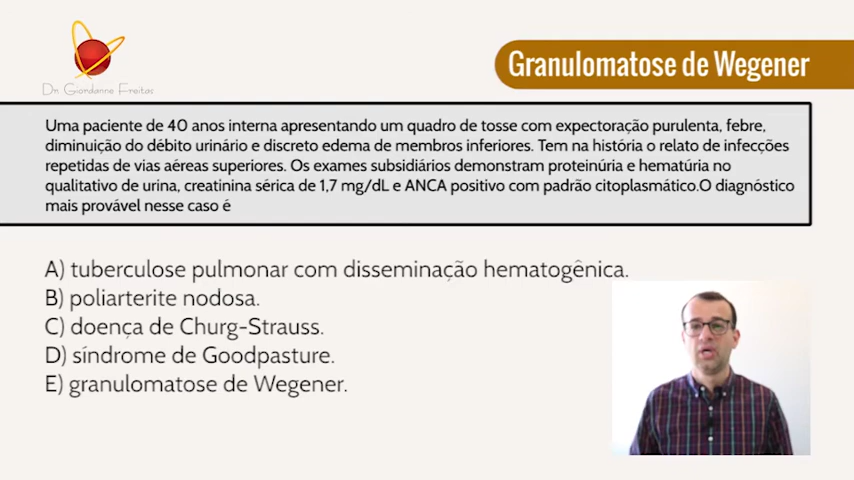 Dr. Giordanne Freitas
Granulomatose de Wegener
Uma paciente de 40 anos interna apresentando um quadro de tosse com expectoração purulenta, febre,
diminuição do débito urinário e discreto edema de membros inferiores. Tem na história o relato de infecções
repetidas de vias aéreas superiores. Os exames subsidiários demonstram proteinúria e hematúria no
qualitativo de urina, creatinina sérica de 1,7 mg/dL e ANCA positivo com padrão citoplasmático.O diagnóstico
mais provável nesse caso é
A) tuberculose pulmonar com disseminação hematogênica.
B) poliarterite nodosa.
C) doença de Churg-Strauss.
D) síndrome de Goodpasture.
E) granulomatose de Wegener.